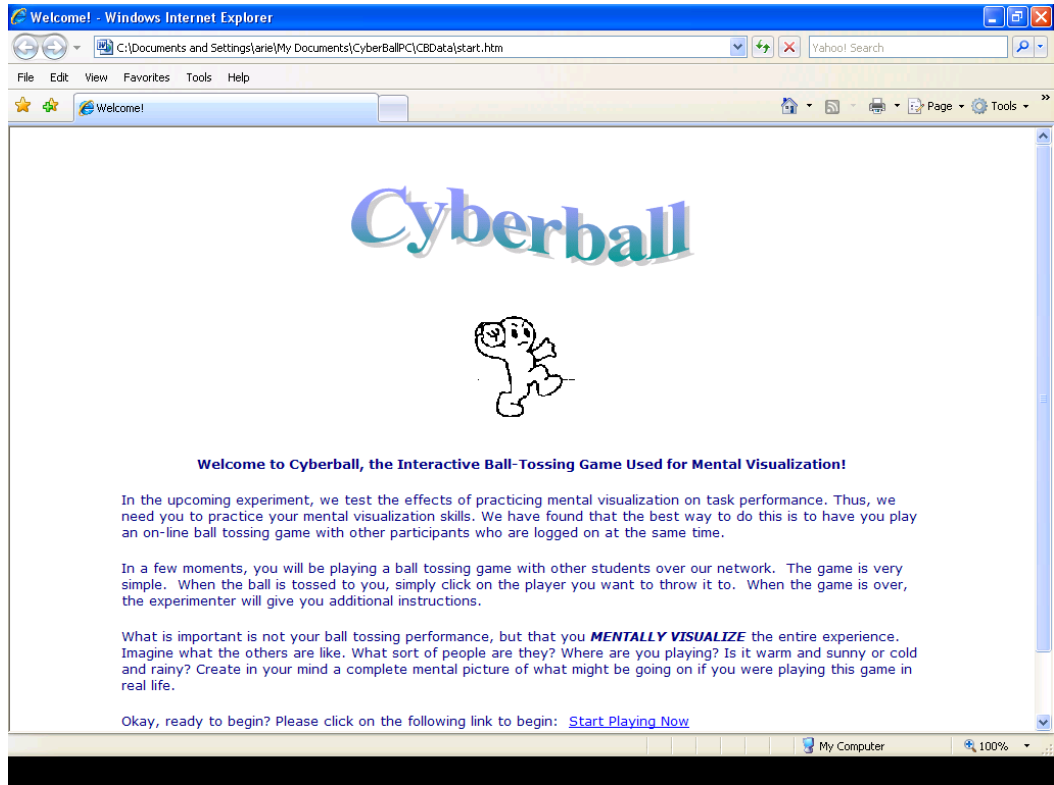 Welcome! - Windows Internet Explorer
C:\Documents and Settings\arie\My Documents\CyberBallPC\CBData\start.htm
Yahoo! Search
File Edit View Favorites Tools Help
Welcome!
Page Tools »
Cyberball
Welcome to Cyberball, the Interactive Ball-Tossing Game Used for Mental Visualization!
In the upcoming experiment, we test the effects of practicing mental visualization on task performance. Thus, we
need you to practice your mental visualization skills. We have found that the best way to do this is to have you play
an on-line ball tossing game with other participants who are logged on at the same time.
In a few moments, you will be playing a ball tossing game with other students over our network. The game is very
simple. When the ball is tossed to you, simply click on the player you want to throw it to. When the game is over,
the experimenter will give you additional instructions.
What is important is not your ball tossing performance, but that you MENTALLY VISUALIZE the entire experience.
Imagine what the others are like. What sort of people are they? Where are you playing? Is it warm and sunny or cold
and rainy? Create in your mind a complete mental picture of what might be going on if you were playing this game in
real life.
Okay, ready to begin? Please click on the following link to begin: Start Playing Now
My Computer
100%